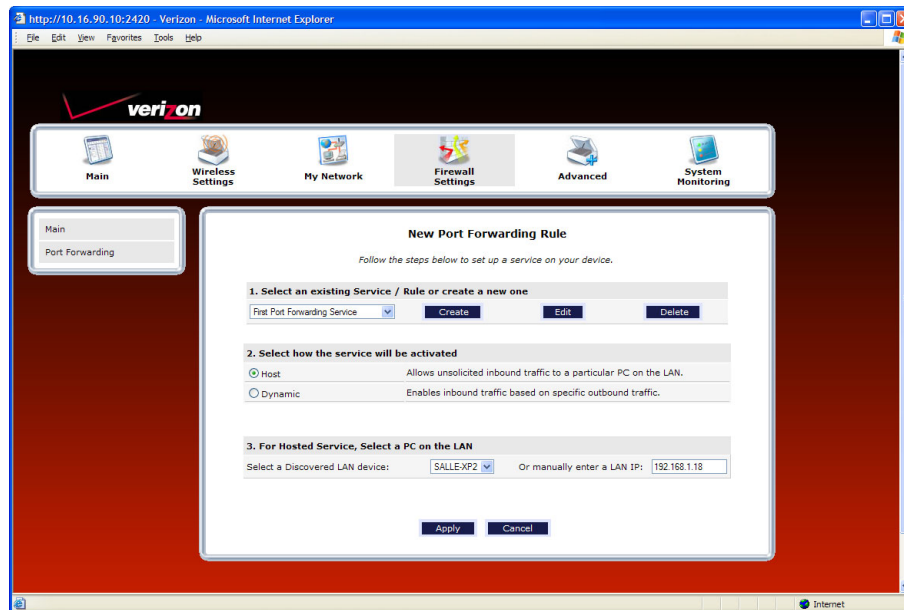 http://10.16.90.10:2420 - Verizon - Microsoft Internet Explorer
File Edit View Favorites Tools Help
verizon
Main
Wireless Settings
My Network
Firewall Settings
Advanced
System Monitoring
Main
Port Forwarding
New Port Forwarding Rule
Follow the steps below to set up a service on your device.
1. Select an existing Service / Rule or create a new one
First Port Forwarding Service Create Edit Delete
2. Select how the service will be activated
Host Allows unsolicited inbound traffic to a particular PC on the LAN.
Dynamic Enables inbound traffic based on specific outbound traffic.
3. For Hosted Service, Select a PC on the LAN
Select a Discovered LAN device: SALLE-XP2 Or manually enter a LAN IP: 192.168.1.18
Apply Cancel
Internet